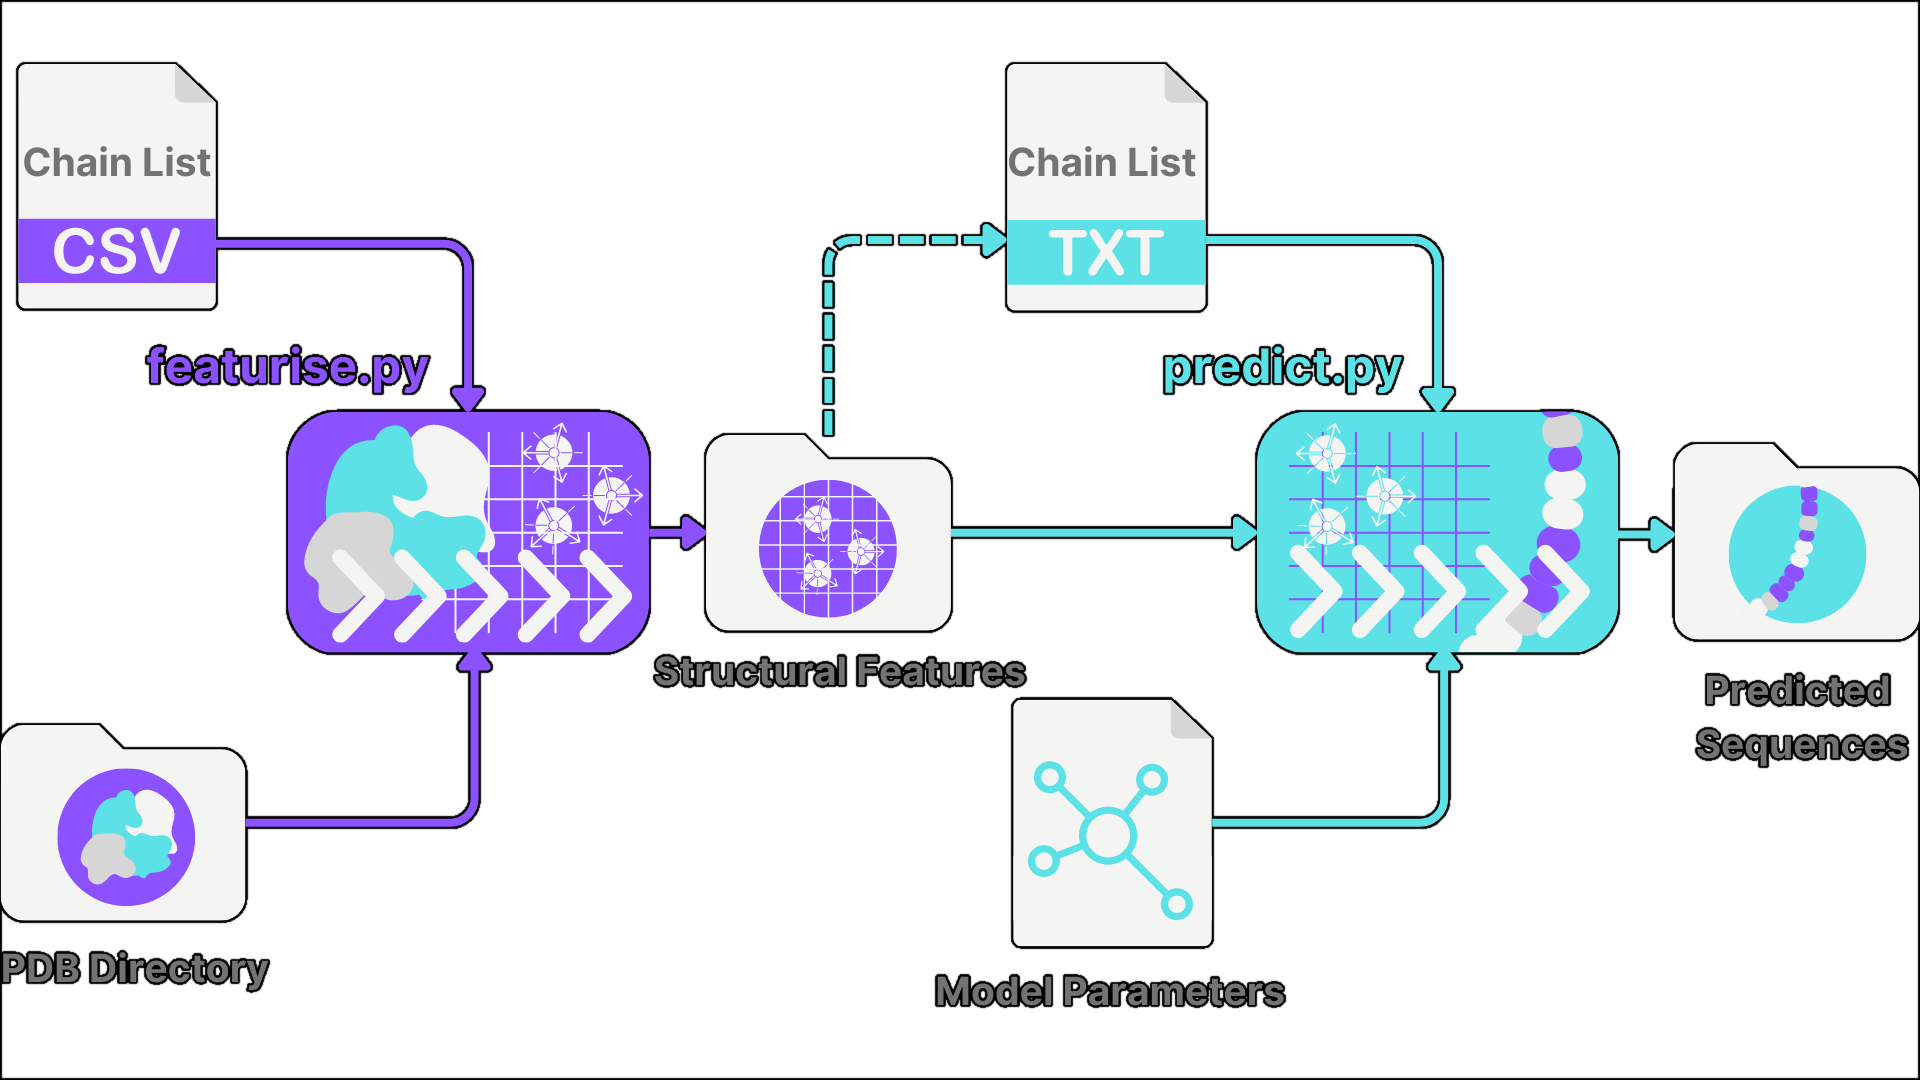 Chain List
CSV
Chain List
TXT
featurise.py
predict.py
Structural Features
Predicted
Sequences
PDB Directory
Model Parameters